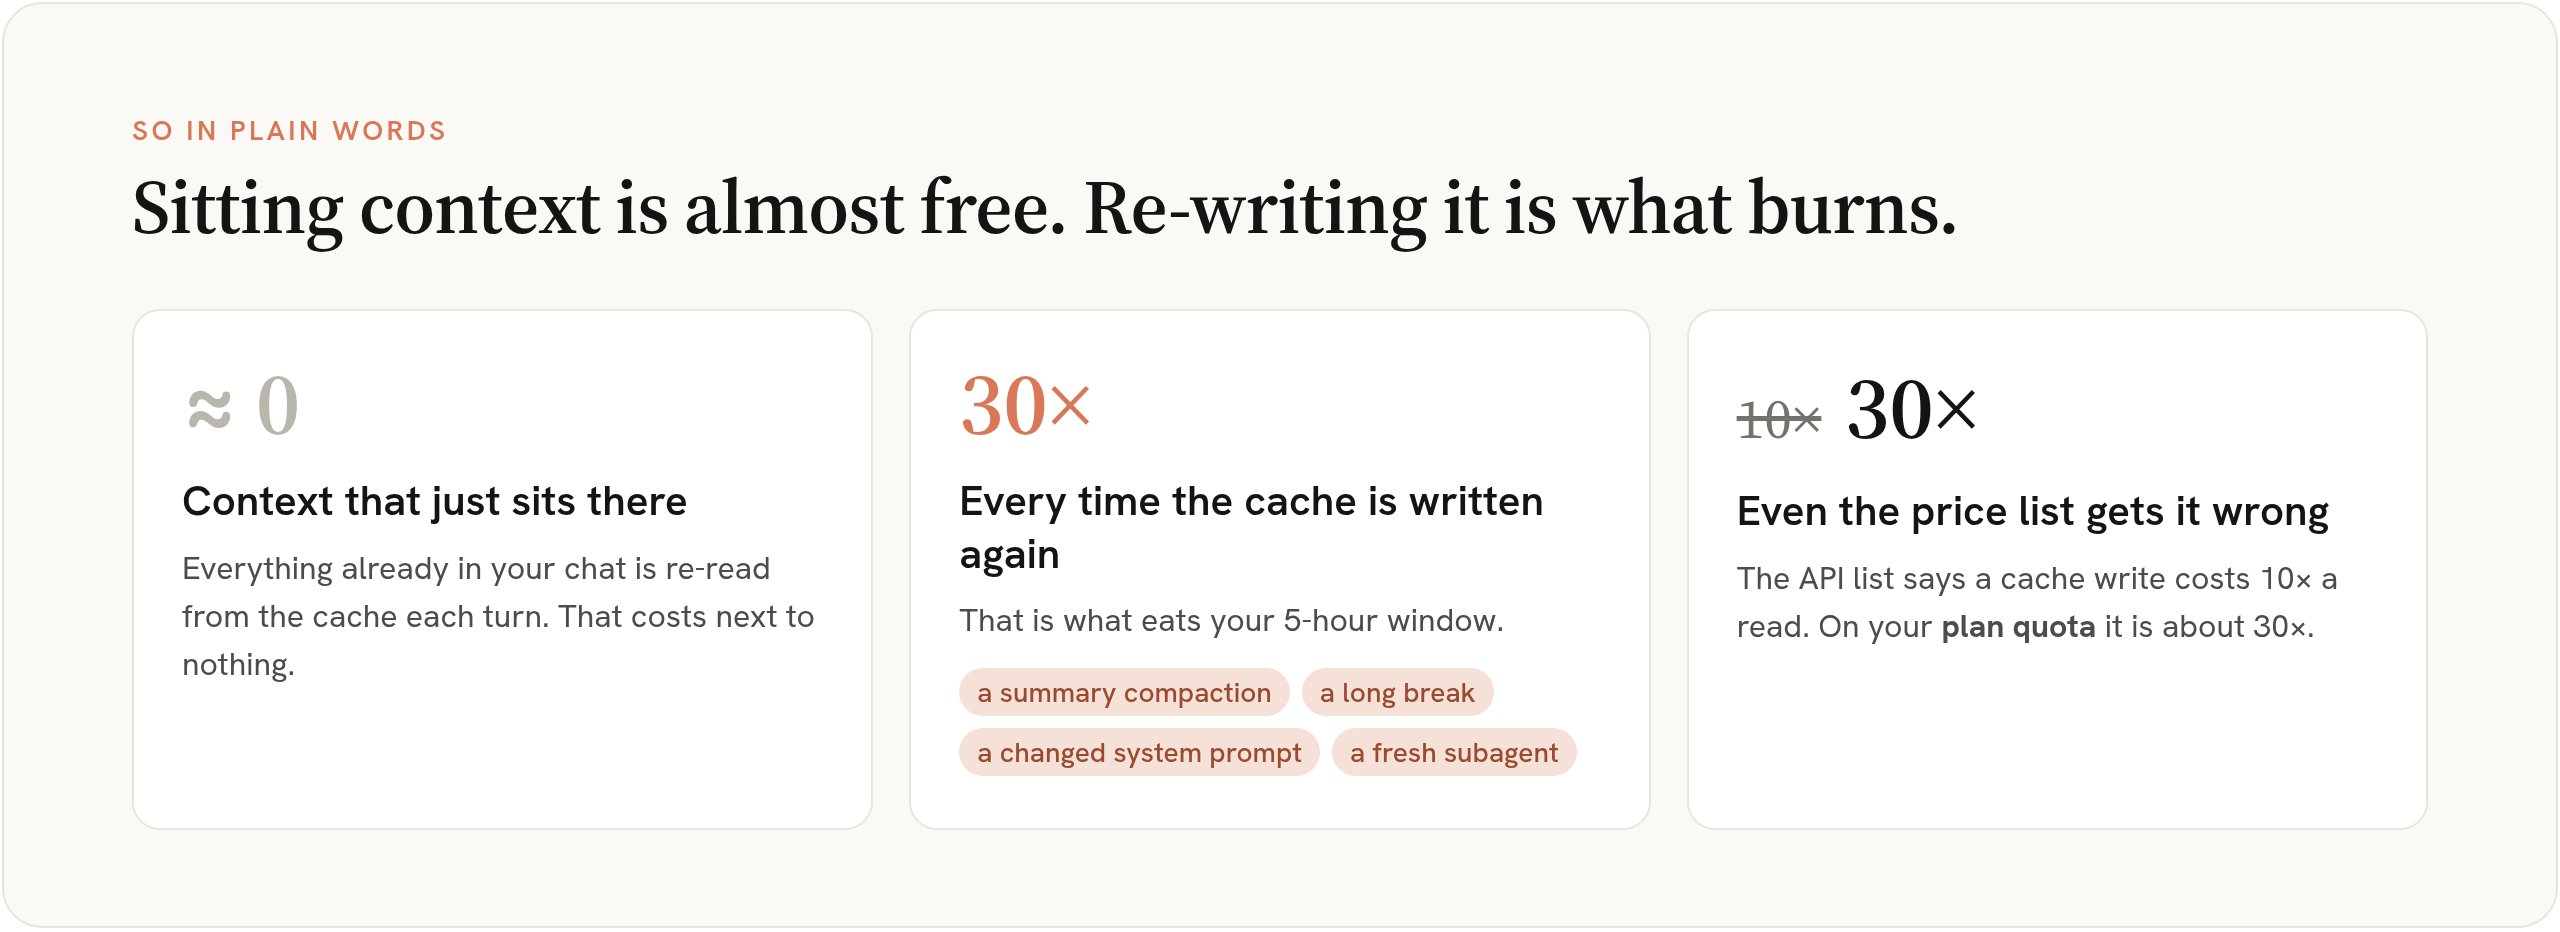 SO IN PLAIN WORDS
Sitting context is almost free. Re-writing it is what burns.
≈ 0
Context that just sits there
Everything already in your chat is re-read
from the cache each turn. That costs next to
nothing.
30×
Every time the cache is written
again
That is what eats your 5-hour window.
a summary compaction
a long break
a changed system prompt
a fresh subagent
10× 30×
Even the price list gets it wrong
The API list says a cache write costs 10× a
read. On your plan quota it is about 30×.